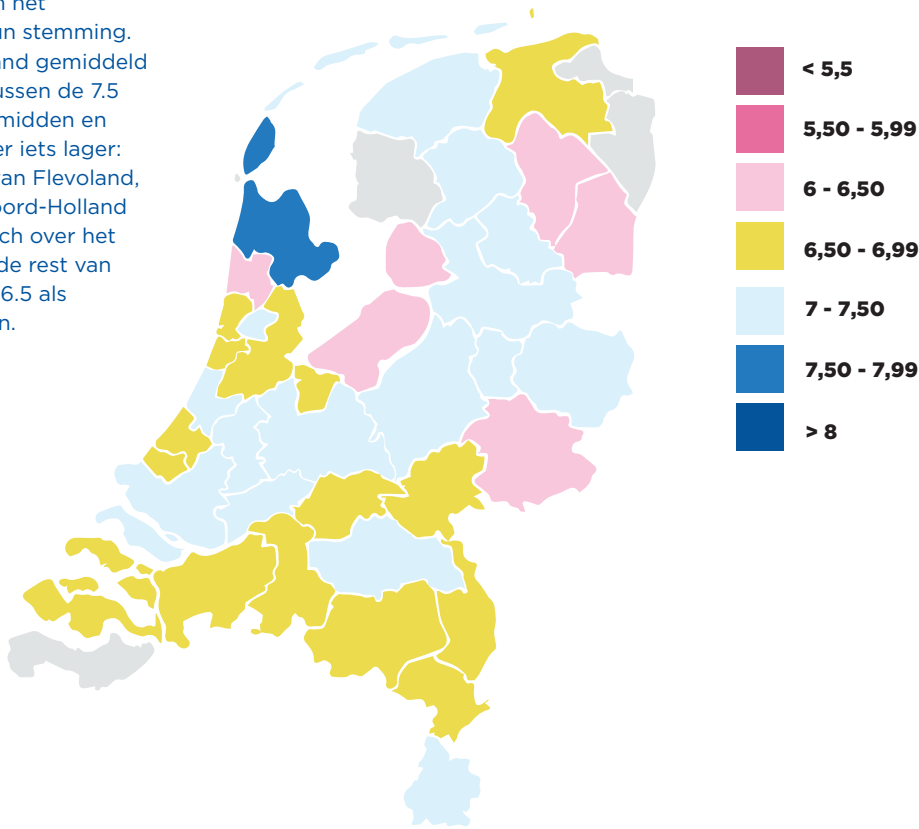 n het
un stemming.
and gemiddeld
ussen de 7.5
midden en
er iets lager:
van Flevoland,
oord-Holland
ch over het
de rest van
6.5 als
n.
< 5,5
5,50 - 5,99
6 - 6,50
6,50 - 6,99
7 - 7,50
7,50 - 7,99
> 8